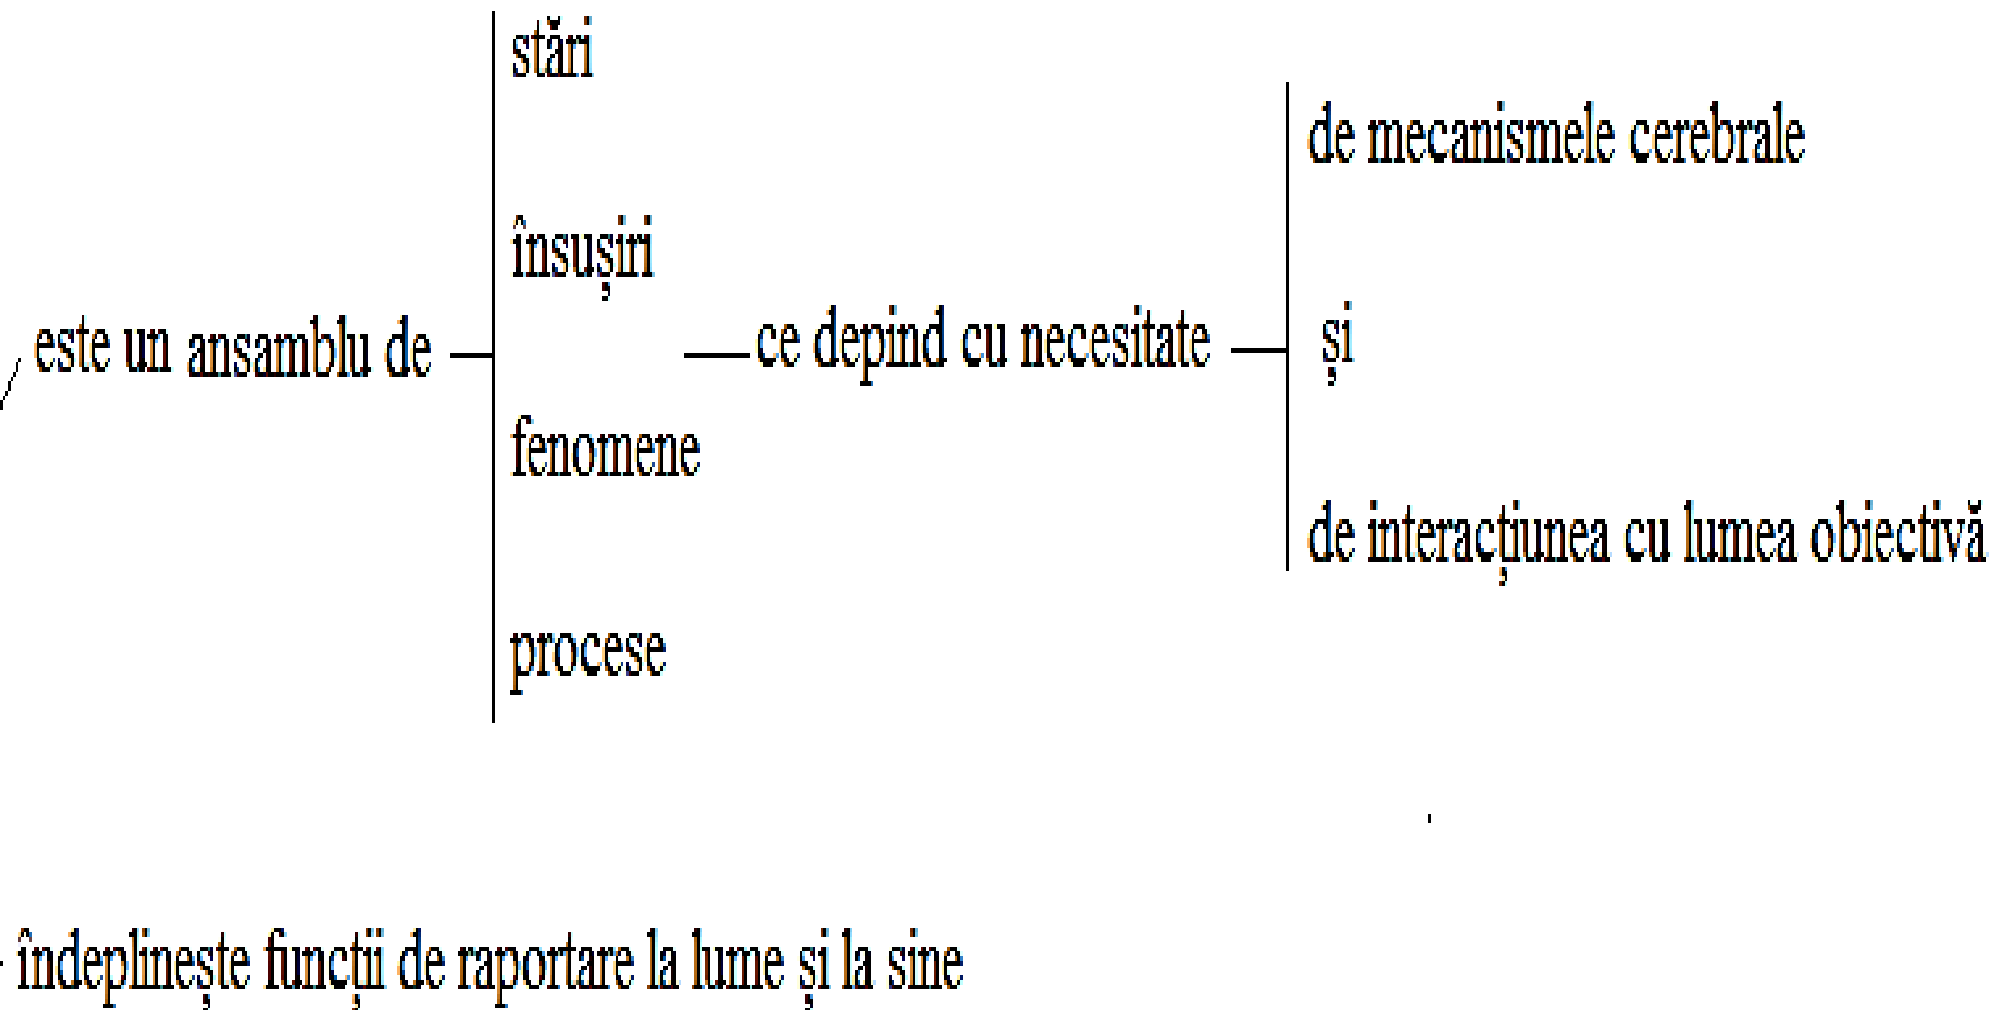 stări
însușiri
fenomene
procese
este un ansamblu de
ce depind cu necesitate
de mecanismele cerebrale
și
de interacțiunea cu lumea obiectivă
îndeplinește funcții de raportare la lume și la sine